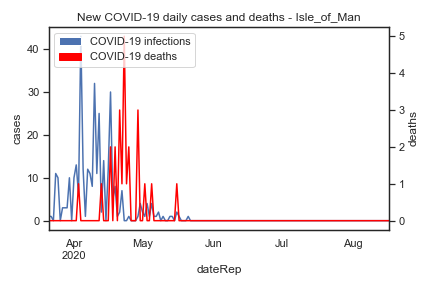 New COVID-19 daily cases and deaths - Isle_of_Man
COVID-19 infections
COVID-19 deaths
cases
40
30
20
10
0
deaths
5
4
3
2
1
0
Apr
2020
May
Jun
Jul
Aug
dateRep